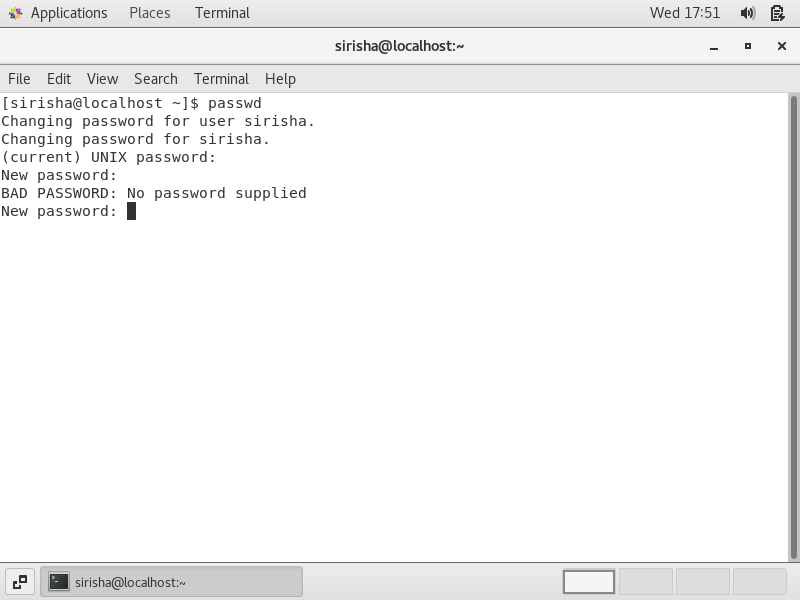 Applications Places Terminal Wed 17:51
sirisha@localhost:~
File Edit View Search Terminal Help
[sirisha@localhost ~]$ passwd
Changing password for user sirisha.
Changing password for sirisha.
(current) UNIX password:
New password:
BAD PASSWORD: No password supplied
New password:
sirisha@localhost:~